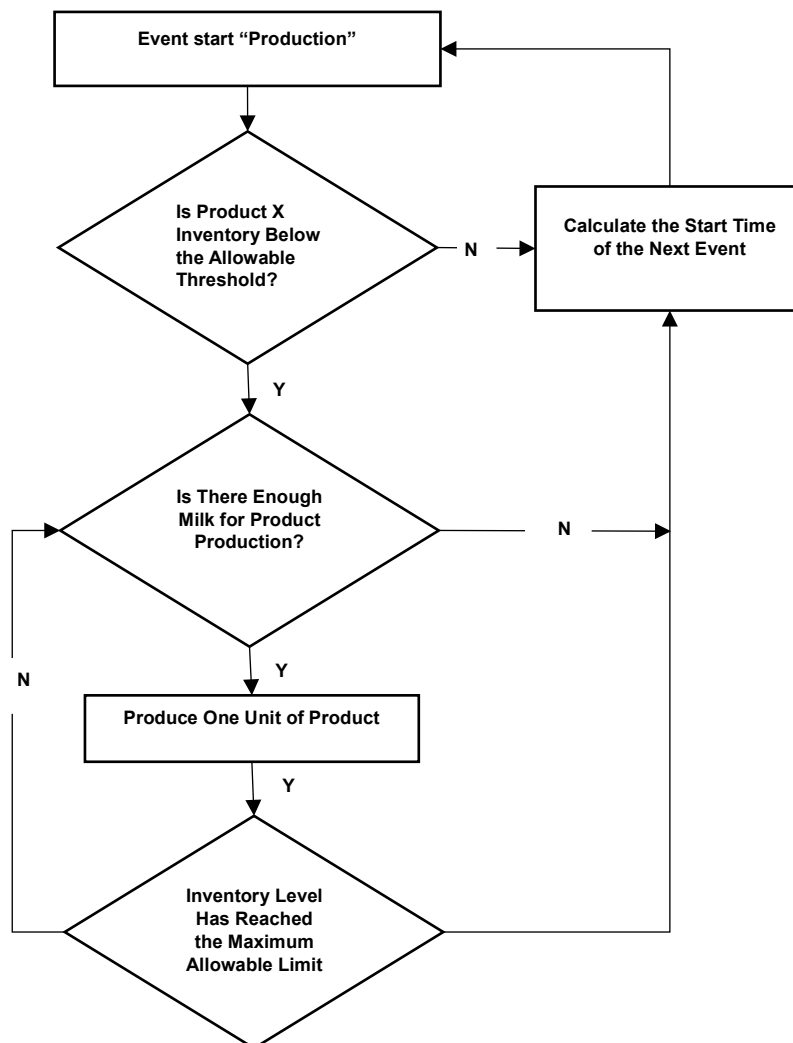 Event start “Production”
Is Product X
Inventory Below
the Allowable
Threshold?
N
Calculate the Start Time
of the Next Event
Y
Is There Enough
Milk for Product
Production?
N
Y
N
Produce One Unit of Product
Y
Inventory Level
Has Reached
the Maximum
Allowable Limit